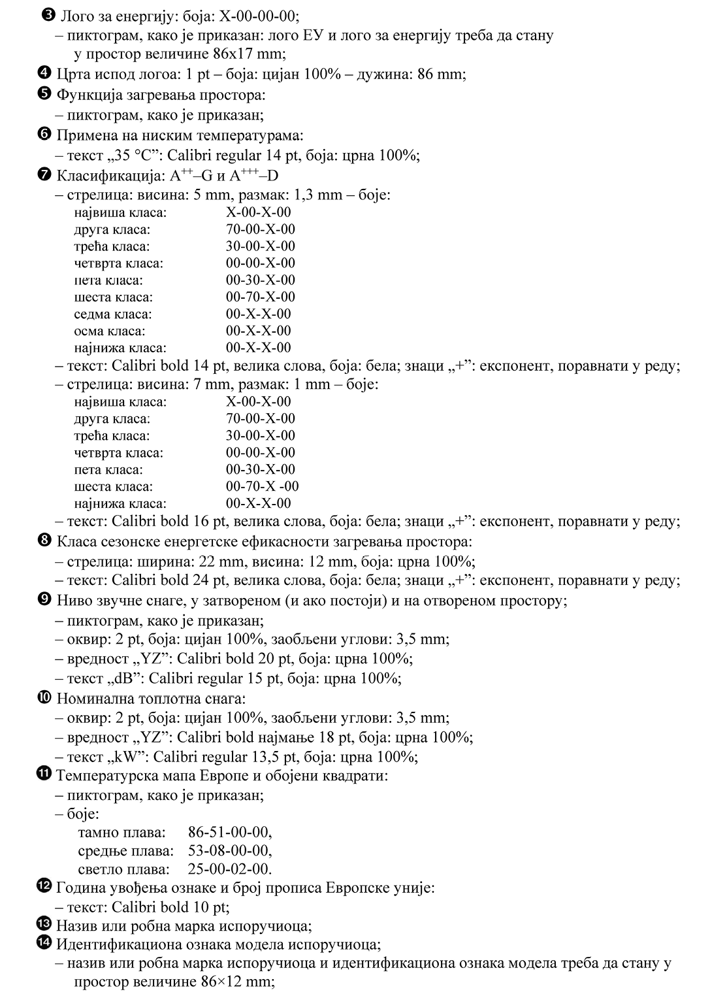 ❸ Лого за енергију: боја: X-00-00-00;
– пиктограм, како је приказан: лого ЕУ и лого за енергију треба да стану
у простор величине 86x17 mm;
❹ Црта испод логоа: 1 pt – боја: цијан 100% – дужина: 86 mm;
❺ Функција загревања простора:
– пиктограм, како је приказан;
❻ Примена на ниским температурама:
– текст „35 °C”: Calibri regular 14 pt, боја: црна 100%;
❼ Класификација: A⁺⁺–G и A⁺⁺⁺–D
– стрелица: висина: 5 mm, размак: 1,3 mm – боје:
највиша класа: X-00-X-00
друга класа: 70-00-X-00
трећа класа: 30-00-X-00
четврта класа: 00-00-X-00
пета класа: 00-30-X-00
шеста класа: 00-70-X-00
седма класа: 00-X-X-00
осма класа: 00-X-X-00
најнижа класа: 00-X-X-00
– текст: Calibri bold 14 pt, велика слова, боја: бела; знаци „+”: експонент, поравнати у реду;
– стрелица: висина: 7 mm, размак: 1 mm – боје:
највиша класа: X-00-X-00
друга класа: 70-00-X-00
трећа класа: 30-00-X-00
четврта класа: 00-00-X-00
пета класа: 00-30-X-00
шеста класа: 00-70-X -00
најнижа класа: 00-X-X-00
– текст: Calibri bold 16 pt, велика слова, боја: бела; знаци „+”: експонент, поравнати у реду;
❽ Класа сезонске енергетске ефикасности загревања простора:
– стрелица: ширина: 22 mm, висина: 12 mm, боја: црна 100%;
– текст: Calibri bold 24 pt, велика слова, боја: бела; знаци „+”: експонент, поравнати у реду;
❾ Ниво звучне снаге, у затвореном (и ако постоји) и на отвореном простору;
– пиктограм, како је приказан;
– оквир: 2 pt, боја: цијан 100%, заобљени углови: 3,5 mm;
– вредност „YZ”: Calibri bold 20 pt, боја: црна 100%;
– текст „dB”: Calibri regular 15 pt, боја: црна 100%;
❿ Номинална топлотна снага:
– оквир: 2 pt, боја: цијан 100%, заобљени углови: 3,5 mm;
– вредност „YZ”: Calibri bold најмање 18 pt, боја: црна 100%;
– текст „kW”: Calibri regular 13,5 pt, боја: црна 100%;
⓫ Температурска мапа Европе и обојени квадрати:
– пиктограм, како је приказан;
– боје:
тамно плава: 86-51-00-00,
средње плава: 53-08-00-00,
светло плава: 25-00-02-00.
⓬ Година увођења ознаке и број прописа Европске уније:
– текст: Calibri bold 10 pt;
⓭ Назив или робна марка испоручиоца;
⓮ Идентификациона ознака модела испоручиоца;
– назив или робна марка испоручиоца и идентификациона ознака модела треба да стану у
простор величине 86×12 mm;